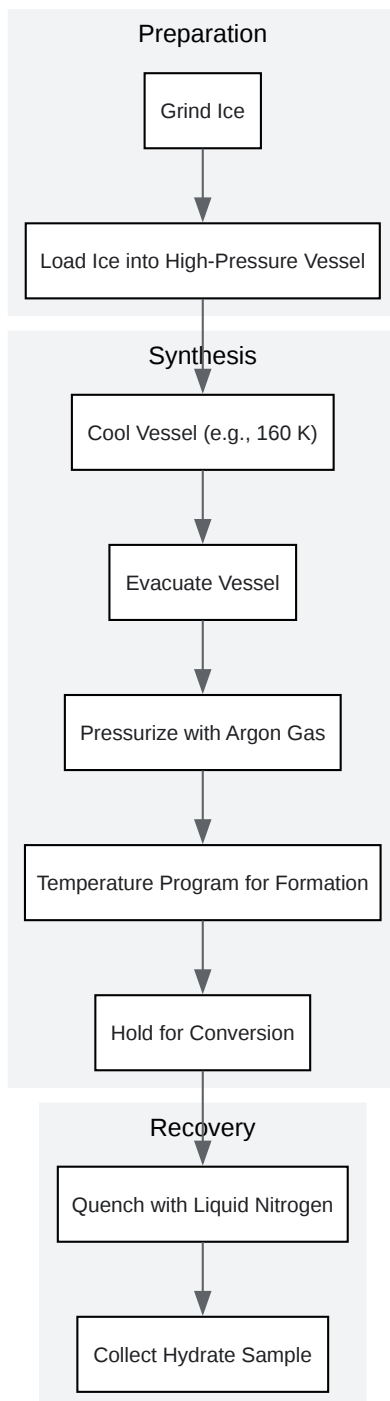 Preparation
Grind Ice
Load Ice into High-Pressure Vessel
Synthesis
Cool Vessel (e.g., 160 K)
Evacuate Vessel
Pressurize with Argon Gas
Temperature Program for Formation
Hold for Conversion
Recovery
Quench with Liquid Nitrogen
Collect Hydrate Sample